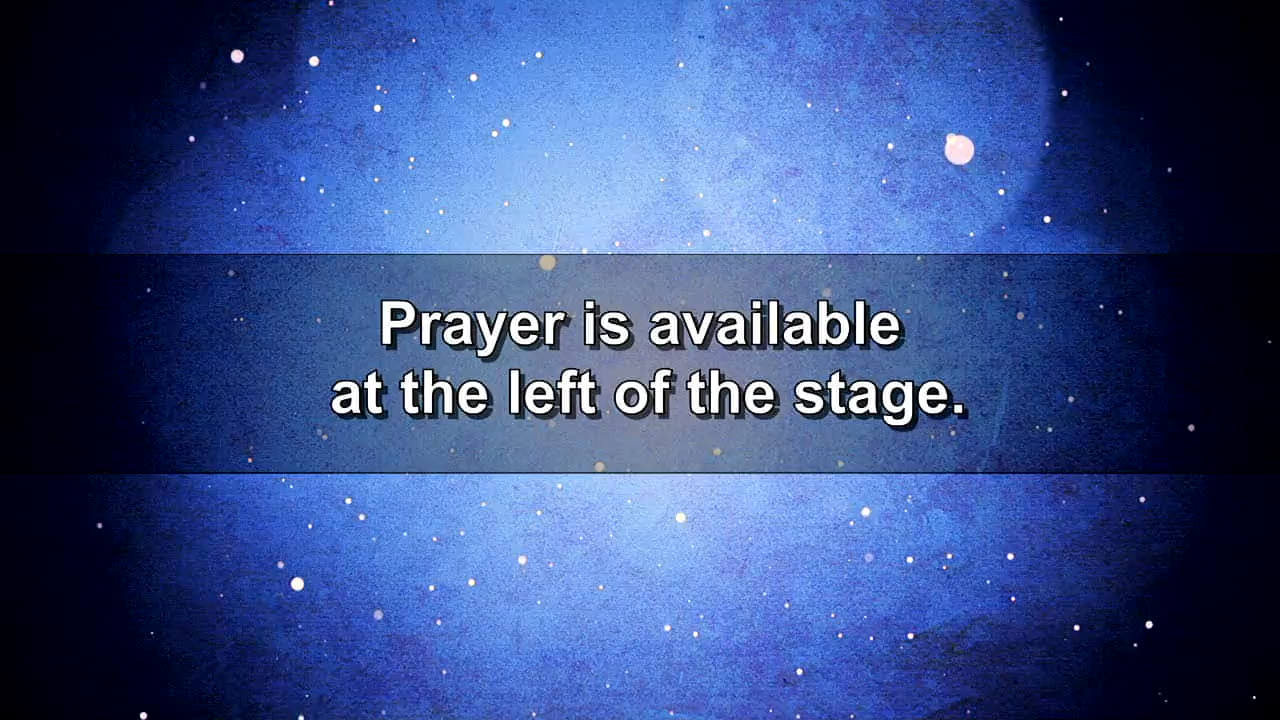 Prayer is available
at the left of the stage.